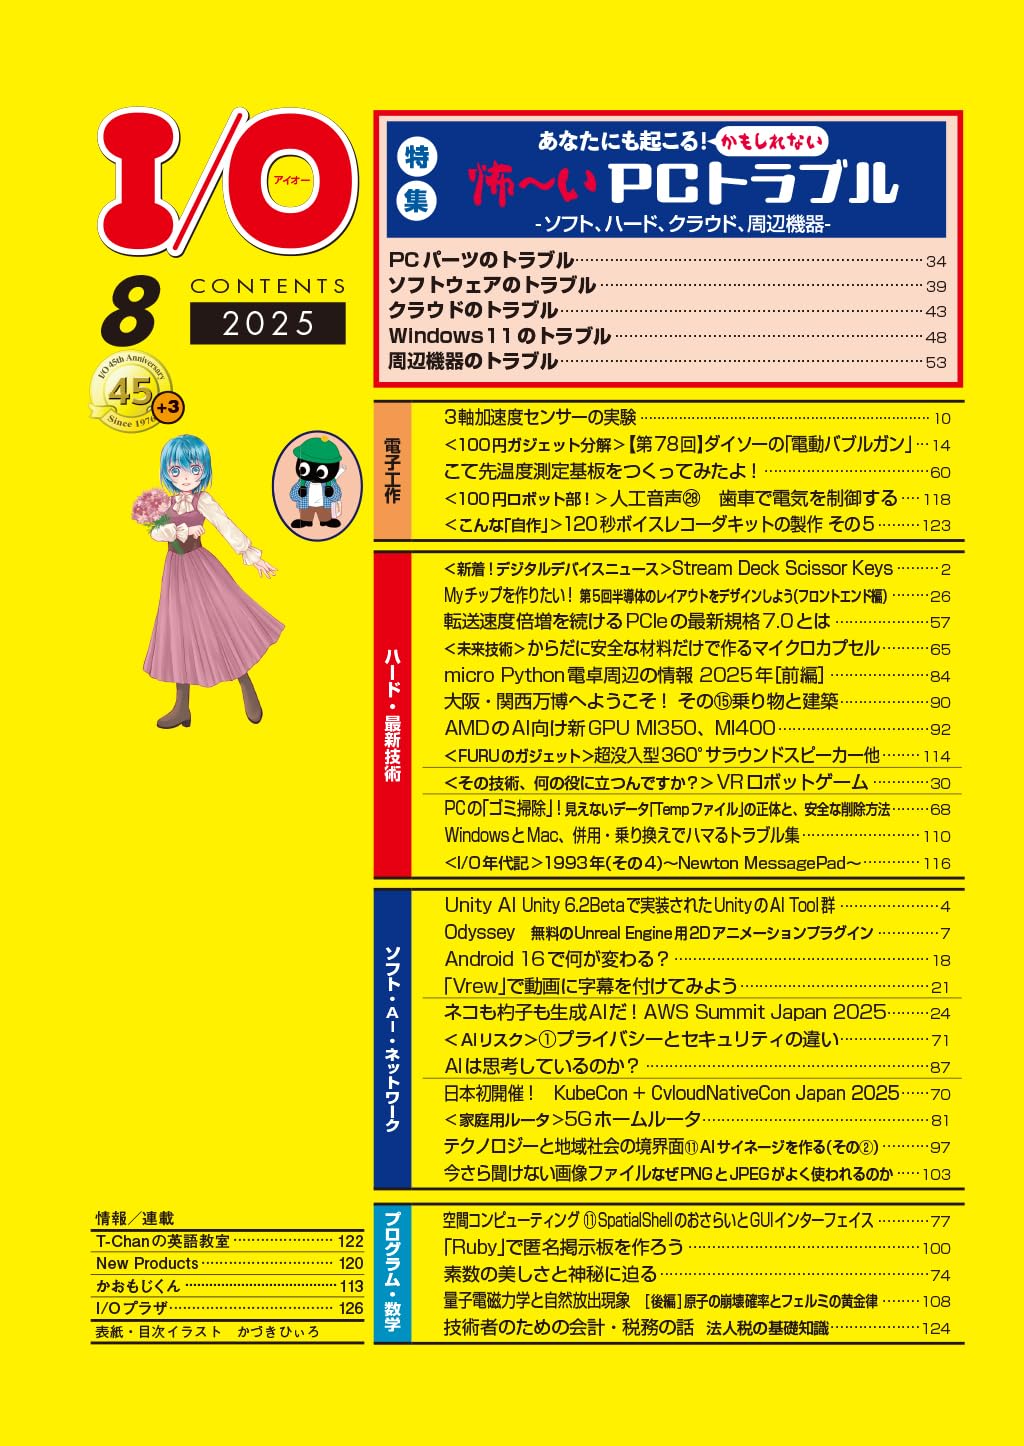 I/O
アイオー
8
CONTENTS
2025
I/O 45th Anniversary
45
+3
Since 1976
特集
あなたにも起こる!かもしれない
怖〜いPCトラブル
-ソフト、ハード、クラウド、周辺機器-
PCパーツのトラブル……34
ソフトウェアのトラブル……39
クラウドのトラブル……43
Windows11のトラブル……48
周辺機器のトラブル……53
電子工作
3軸加速度センサーの実験……10
<100円ガジェット分解>【第78回】ダイソーの「電動バブルガン」…14
こて先温度測定基板をつくってみたよ!……60
<100円ロボット部!>人工音声㉘ 歯車で電気を制御する……118
<こんな「自作」>120秒ボイスレコーダキットの製作 その5……123
ハード・最新技術
<新着!デジタルデバイスニュース>Stream Deck Scissor Keys……2
Myチップを作りたい! 第5回半導体のレイアウトをデザインしよう(フロントエンド編)……26
転送速度倍増を続けるPCIeの最新規格7.0とは……57
<未来技術>からだに安全な材料だけで作るマイクロカプセル……65
micro Python電卓周辺の情報 2025年[前編]……84
大阪・関西万博へようこそ! その⑮乗り物と建築……90
AMDのAI向け新GPU MI350、MI400……92
<FURUのガジェット>超没入型360°サラウンドスピーカー他……114
<その技術、何の役に立つんですか?>VRロボットゲーム……30
PCの「ゴミ掃除」!見えないデータ「Tempファイル」の正体と、安全な削除方法……68
WindowsとMac、併用・乗り換えでハマるトラブル集……110
<I/O年代記>1993年(その4)〜Newton MessagePad〜……116
ソフト・AI・ネットワーク
Unity AI Unity 6.2Betaで実装されたUnityのAI Tool群……4
Odyssey 無料のUnreal Engine用2Dアニメーションプラグイン……7
Android 16で何が変わる?……18
「Vrew」で動画に字幕を付けてみよう……21
ネコも杓子も生成AIだ!AWS Summit Japan 2025……24
<AIリスク>①プライバシーとセキュリティの違い……71
AIは思考しているのか?……87
日本初開催! KubeCon + CvloudNativeCon Japan 2025……70
<家庭用ルータ>5Gホームルータ……81
テクノロジーと地域社会の境界面⑪AIサイネージを作る(その②)……97
今さら聞けない画像ファイルなぜPNGとJPEGがよく使われるのか……103
プログラム・数学
空間コンピューティング ⑪SpatialShellのおさらいとGUIインターフェイス……77
「Ruby」で匿名掲示板を作ろう……100
素数の美しさと神秘に迫る……74
量子電磁力学と自然放出現象 [後編]原子の崩壊確率とフェルミの黄金律……108
技術者のための会計・税務の話 法人税の基礎知識……124
情報／連載
T-Chanの英語教室……122
New Products……120
かおもじくん……113
I/Oプラザ……126
表紙・目次イラスト かづきひぃろ